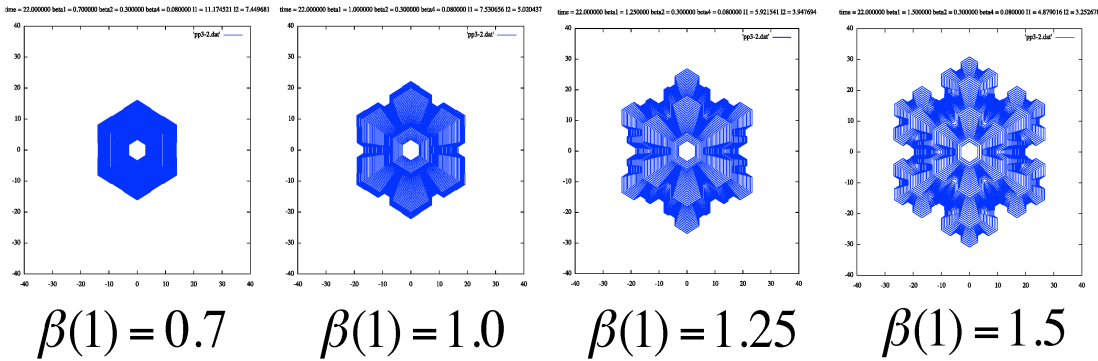 time = 22.000000 beta1 = 0.700000 beta2 = 0.300000 beta4 = 0.080000 l1 = 11.174521 l2 = 7.449681
'pp3-2.dat'
40
30
20
10
0
-10
-20
-30
-40
-40 -30 -20 -10 0 10 20 30 40
β(1) = 0.7
time = 22.000000 beta1 = 1.000000 beta2 = 0.300000 beta4 = 0.080000 l1 = 7.530656 l2 = 5.020437
'pp3-2.dat'
40
30
20
10
0
-10
-20
-30
-40
-40 -30 -20 -10 0 10 20 30 40
β(1) = 1.0
time = 22.000000 beta1 = 1.250000 beta2 = 0.300000 beta4 = 0.080000 l1 = 5.921541 l2 = 3.947694
'pp3-2.dat'
40
30
20
10
0
-10
-20
-30
-40
-40 -30 -20 -10 0 10 20 30 40
β(1) = 1.25
time = 22.000000 beta1 = 1.500000 beta2 = 0.300000 beta4 = 0.080000 l1 = 4.879016 l2 = 3.252678
'pp3-2.dat'
40
30
20
10
0
-10
-20
-30
-40
-40 -30 -20 -10 0 10 20 30 40
β(1) = 1.5